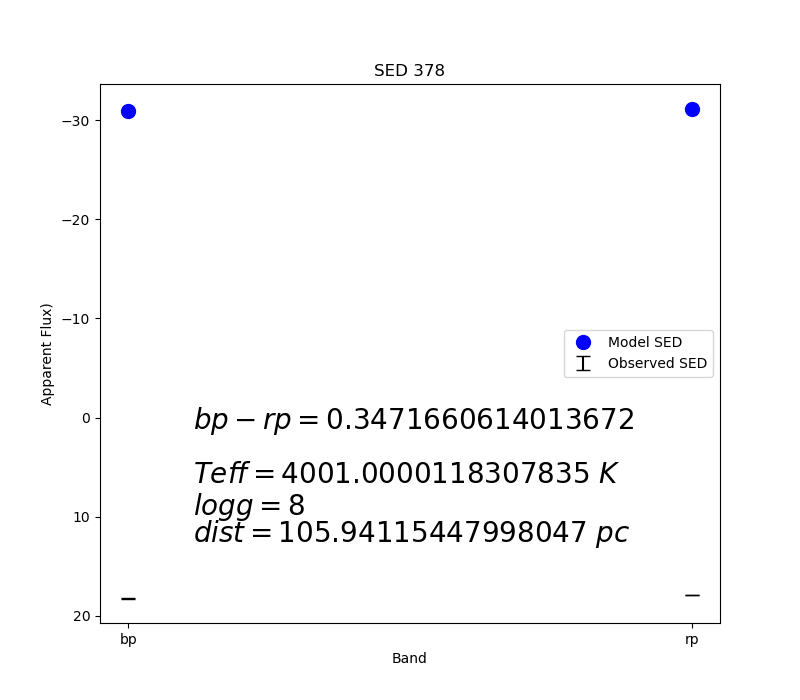 SED 378
−30
−20
−10
0
10
20
Apparent Flux)
Model SED
Observed SED
bp − rp = 0.3471660614013672
Teff = 4001.0000118307835 K
logg = 8
dist = 105.94115447998047 pc
bp
rp
Band